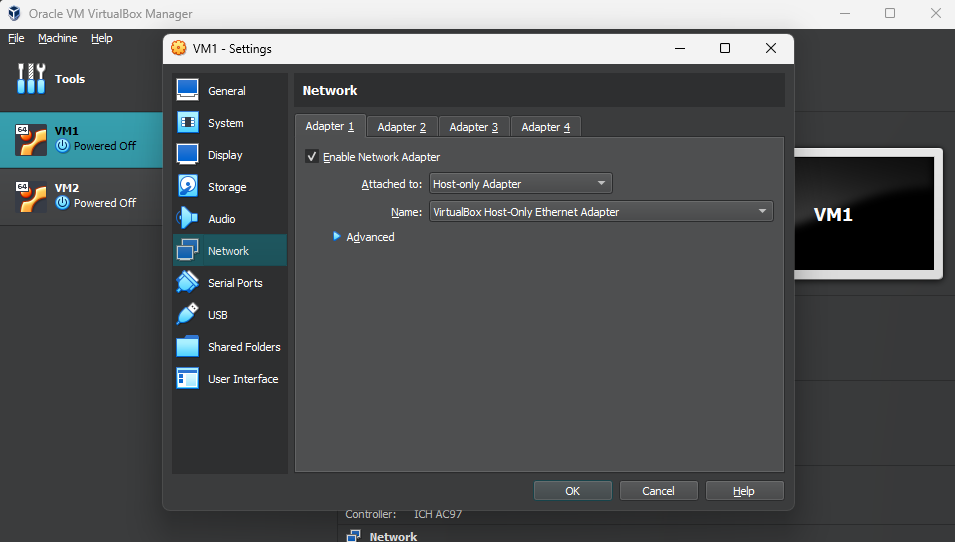 Oracle VM VirtualBox Manager
File Machine Help
Tools
64
VM1
Powered Off
64
VM2
Powered Off
VM1 - Settings
General
System
Display
Storage
Audio
Network
Serial Ports
USB
Shared Folders
User Interface
Network
Adapter 1 Adapter 2 Adapter 3 Adapter 4
Enable Network Adapter
Attached to: Host-only Adapter
Name: VirtualBox Host-Only Ethernet Adapter
Advanced
OK Cancel Help
VM1
Controller: ICH AC97
Network